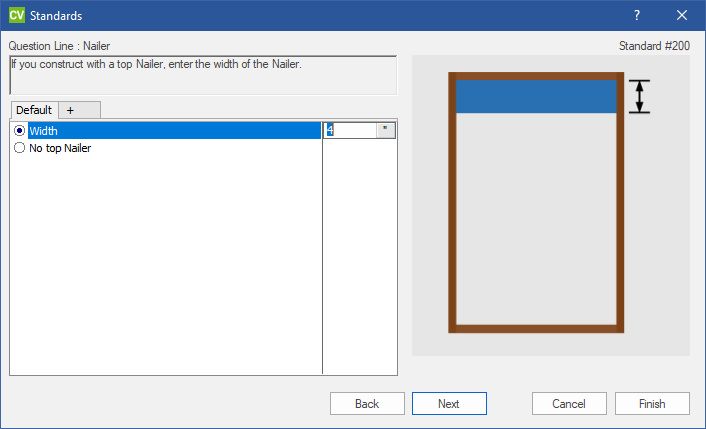 CV Standards ?
Question Line : Nailer Standard #200
If you construct with a top Nailer, enter the width of the Nailer.
Default +
Width 4 "
No top Nailer
Back Next Cancel Finish